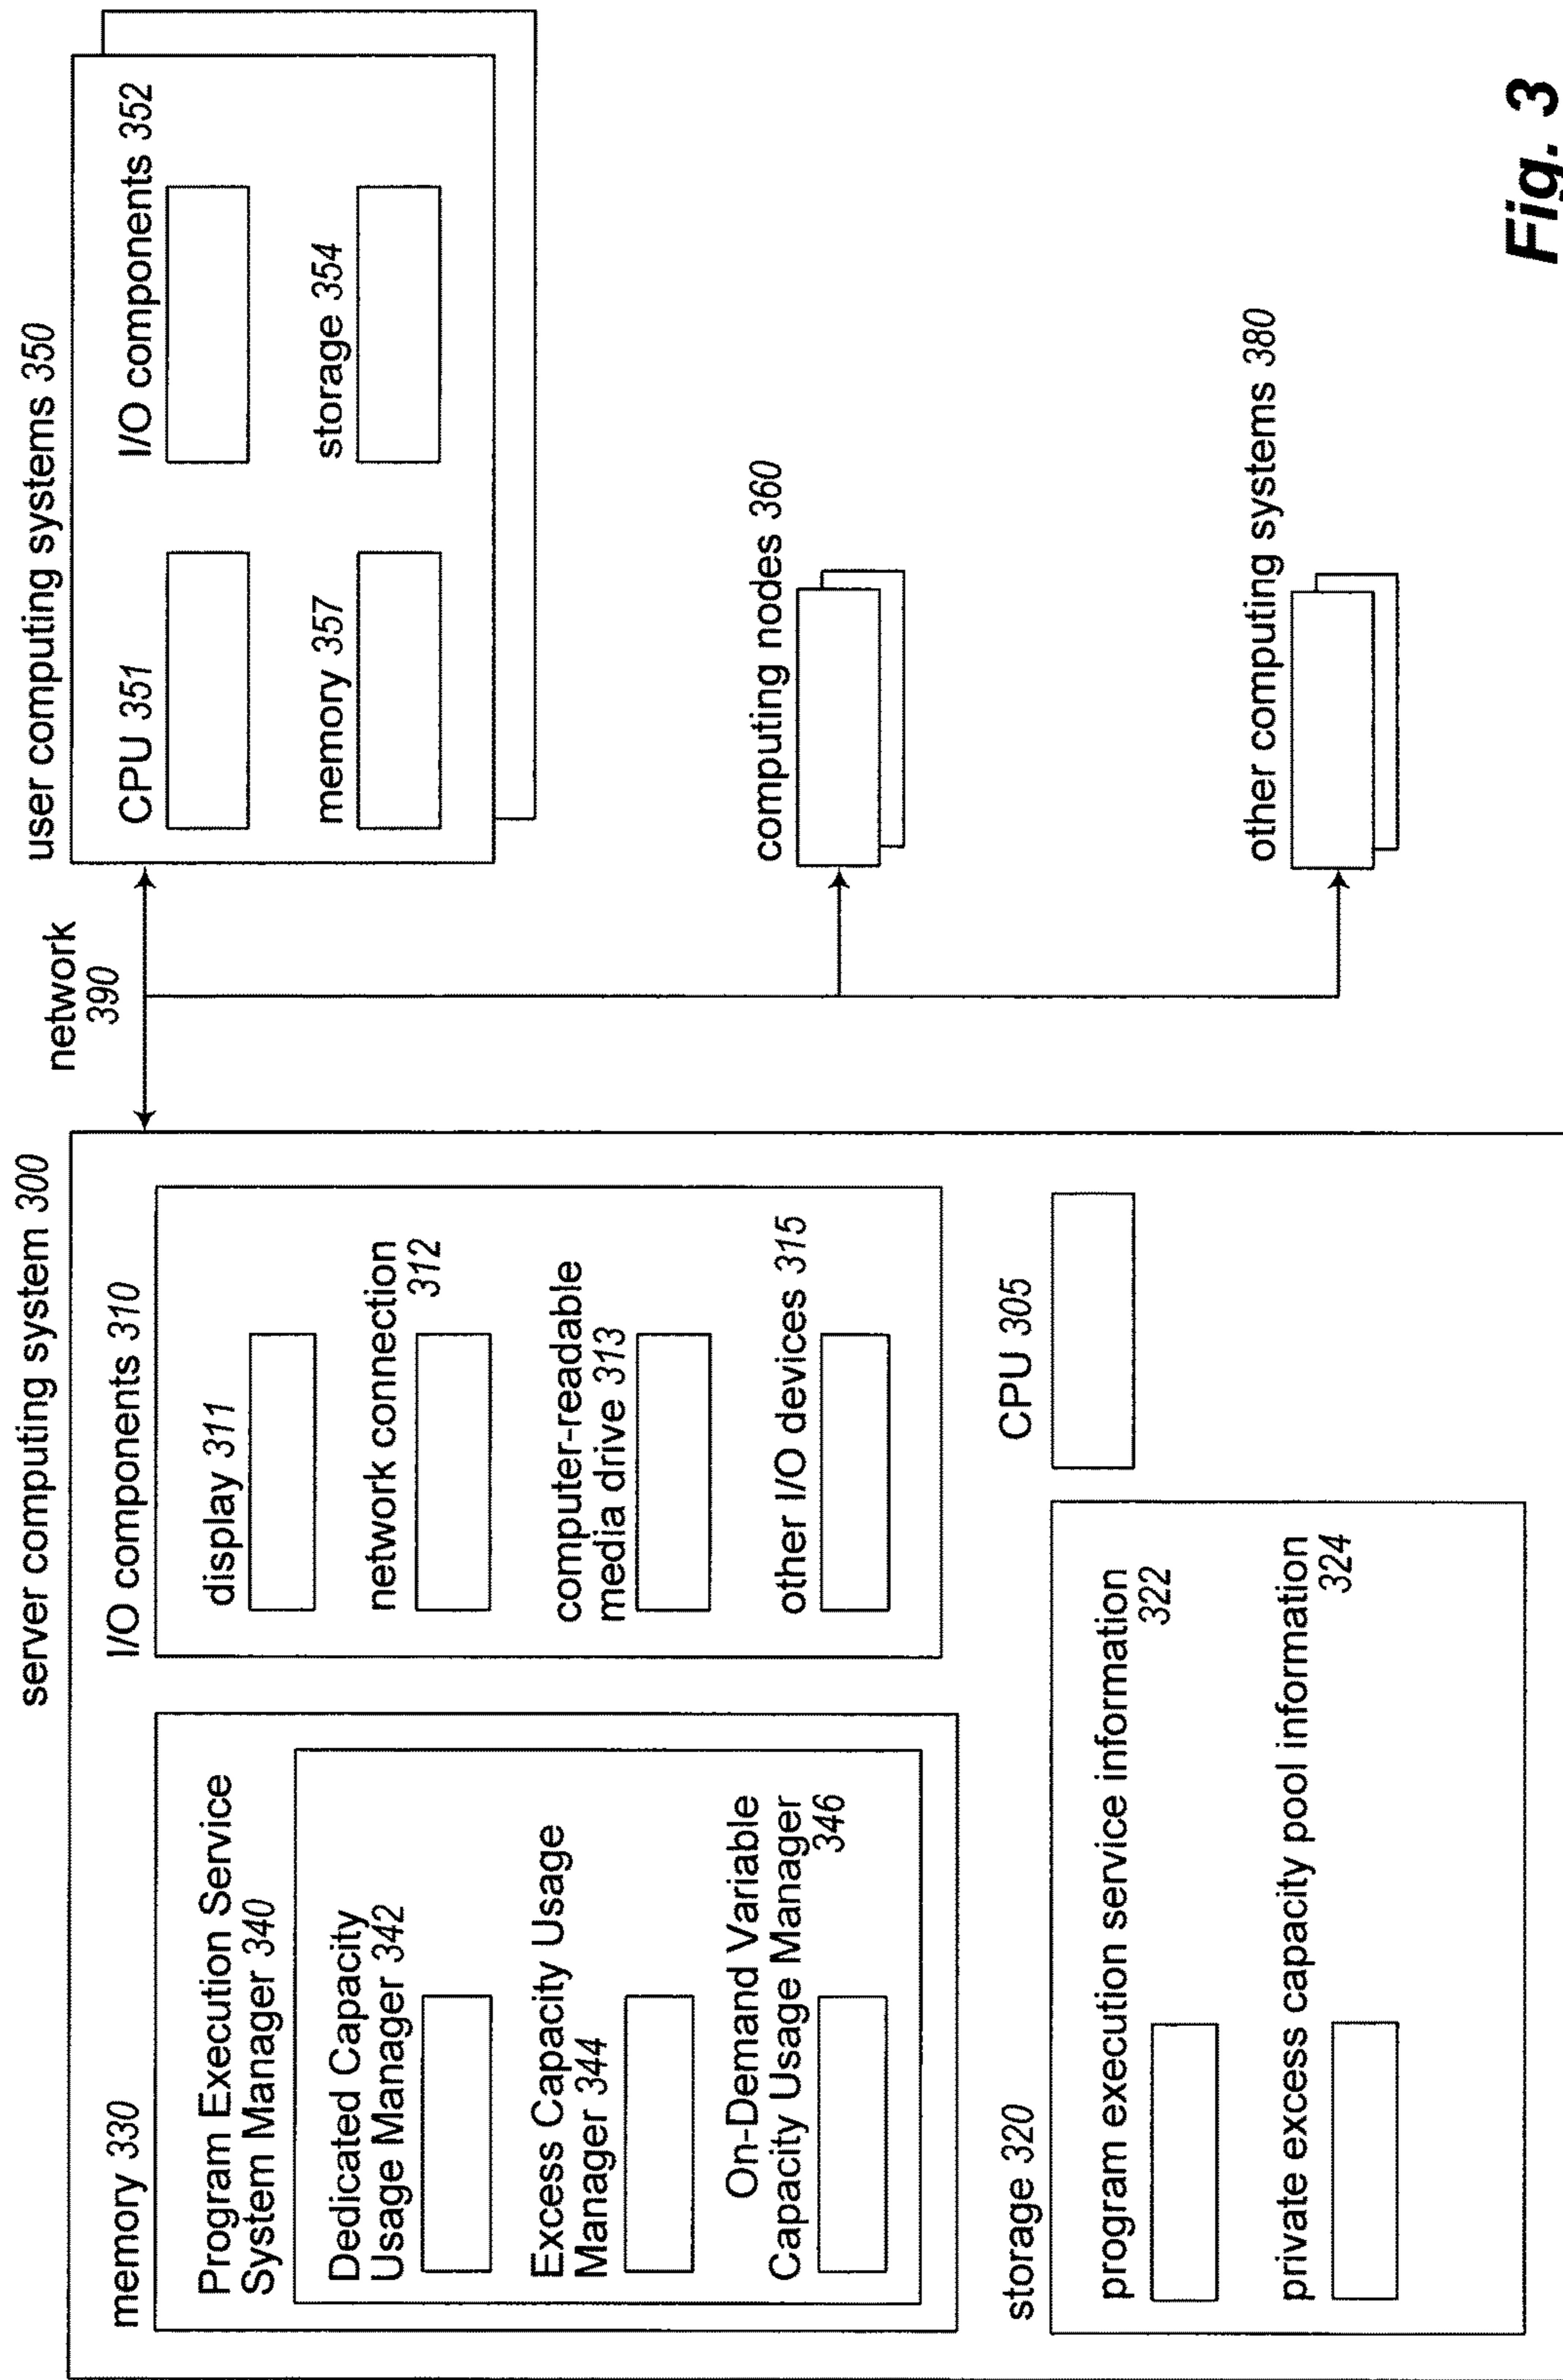 server computing system 300
memory 330
Program Execution Service
System Manager 340
Dedicated Capacity
Usage Manager 342
Excess Capacity Usage
Manager 344
On-Demand Variable
Capacity Usage Manager
346
I/O components 310
display 311
network connection
312
computer-readable
media drive 313
other I/O devices 315
storage 320
program execution service information
322
private excess capacity pool information
324
CPU 305
network
390
user computing systems 350
CPU 351
I/O components 352
memory 357
storage 354
computing nodes 360
other computing systems 380
Fig. 3